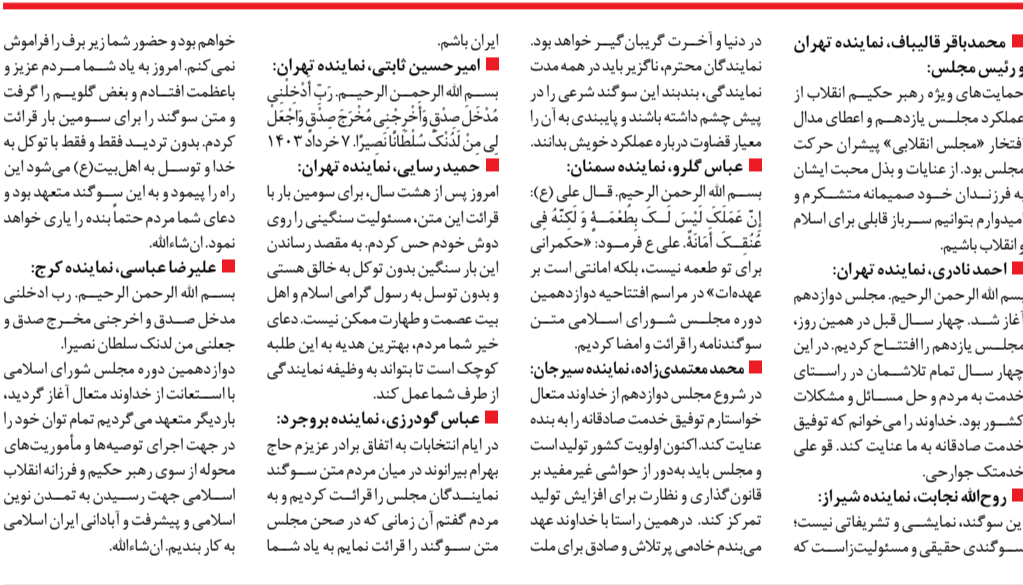 محمدباقر قالیباف، نماینده تهران
و رئیس مجلس:
حمایت‌های ویژه رهبر حکیم انقلاب از
عملکرد مجلس یازدهم و اعطای مدال
افتخار «مجلس انقلابی» پیشران حرکت
مجلس بود. از عنایات و بذل محبت ایشان
به فرزندان خود صمیمانه متشکرم و
امیدوارم بتوانیم سرباز قابلی برای اسلام
و انقلاب باشیم.
احمد نادری، نماینده تهران:
بسم الله الرحمن الرحیم. مجلس دوازدهم
آغاز شد. چهار سال قبل در همین روز،
مجلس یازدهم را افتتاح کردیم. در این
چهار سال تمام تلاشمان در راستای
خدمت به مردم و حل مسائل و مشکلات
کشور بود. خداوند را می‌خوانم که توفیق
خدمت صادقانه به ما عنایت کند. قو علی
خدمتک جوارحی.
روح‌الله نجابت، نماینده شیراز:
این سوگند، نمایشی و تشریفاتی نیست؛
سوگندی حقیقی و مسئولیت‌زاست که
در دنیا و آخرت گریبان‌گیر خواهد بود.
نمایندگان محترم، ناگزیر باید در همه مدت
نمایندگی، بندبند این سوگند شرعی را در
پیش چشم داشته باشند و پایبندی به آن را
معیار قضاوت درباره عملکرد خویش بدانند.
عباس گلرو، نماینده سمنان:
بسم الله الرحمن الرحیم. قال علی (ع):
إِنّ عَمَلَکَ لَیْسَ لَکَ بِطُعْمَةٍ وَ لَکِنَّهُ فِی
عُنُقِکَ أَمَانَةٌ. علی ع فرمود: «حکمرانی
برای تو طعمه نیست، بلکه امانتی است بر
عهده‌ات» در مراسم افتتاحیه دوازدهمین
دوره مجلس شورای اسلامی متن
سوگندنامه را قرائت و امضا کردیم.
محمد معتمدی‌زاده، نماینده سیرجان:
در شروع مجلس دوازدهم از خداوند متعال
خواستارم توفیق خدمت صادقانه را به بنده
عنایت کند. اکنون اولویت کشور تولید است
و مجلس باید به‌دور از حواشی غیرمفید بر
قانون‌گذاری و نظارت برای افزایش تولید
تمرکز کند. درهمین راستا با خداوند عهد
می‌بندم خادمی پرتلاش و صادق برای ملت
ایران باشم.
امیرحسین ثابتی، نماینده تهران:
بسم الله الرحمن الرحیم. رَبِّ أَدْخِلْنِی
مُدْخَلَ صِدْقٍ وَأَخْرِجْنِی مُخْرَجَ صِدْقٍ وَاجْعَلْ
لِی مِنْ لَدُنْکَ سُلْطَانًا نَصِیرًا. ۷ خرداد ۱۴۰۳
حمید رسایی، نماینده تهران:
امروز پس از هشت سال، برای سومین بار با
قرائت این متن، مسئولیت سنگینی را روی
دوش خودم حس کردم. به مقصد رساندن
این بار سنگین بدون توکل به خالق هستی
و بدون توسل به رسول گرامی اسلام و اهل
بیت عصمت و طهارت ممکن نیست. دعای
خیر شما مردم، بهترین هدیه به این طلبه
کوچک است تا بتواند به وظیفه نمایندگی
از طرف شما عمل کند.
عباس گودرزی، نماینده بروجرد:
در ایام انتخابات به اتفاق برادر عزیزم حاج
بهرام بیرانوند در میان مردم متن سوگند
نمایندگان مجلس را قرائت کردیم و به
مردم گفتم آن زمانی که در صحن مجلس
متن سوگند را قرائت نمایم به یاد شما
خواهم بود و حضور شما زیر برف را فراموش
نمی‌کنم. امروز به یاد شما مردم عزیز و
باعظمت افتادم و بغض گلویم را گرفت
و متن سوگند را برای سومین بار قرائت
کردم. بدون تردید فقط و فقط با توکل به
خدا و توسل به اهل‌بیت(ع) می‌شود این
راه را پیمود و به این سوگند متعهد بود و
دعای شما مردم حتماً بنده را یاری خواهد
نمود. ان‌شاءالله.
علیرضا عباسی، نماینده کرج:
بسم الله الرحمن الرحیم. رب ادخلنی
مدخل صدق و اخرجنی مخرج صدق و
جعلنی من لدنک سلطان نصیرا.
دوازدهمین دوره مجلس شورای اسلامی
با استعانت از خداوند متعال آغاز گردید،
باردیگر متعهد می‌گردیم تمام توان خود را
در جهت اجرای توصیه‌ها و مأموریت‌های
محوله از سوی رهبر حکیم و فرزانه انقلاب
اسلامی جهت رسیدن به تمدن نوین
اسلامی و پیشرفت و آبادانی ایران اسلامی
به کار بندیم. ان‌شاءالله.